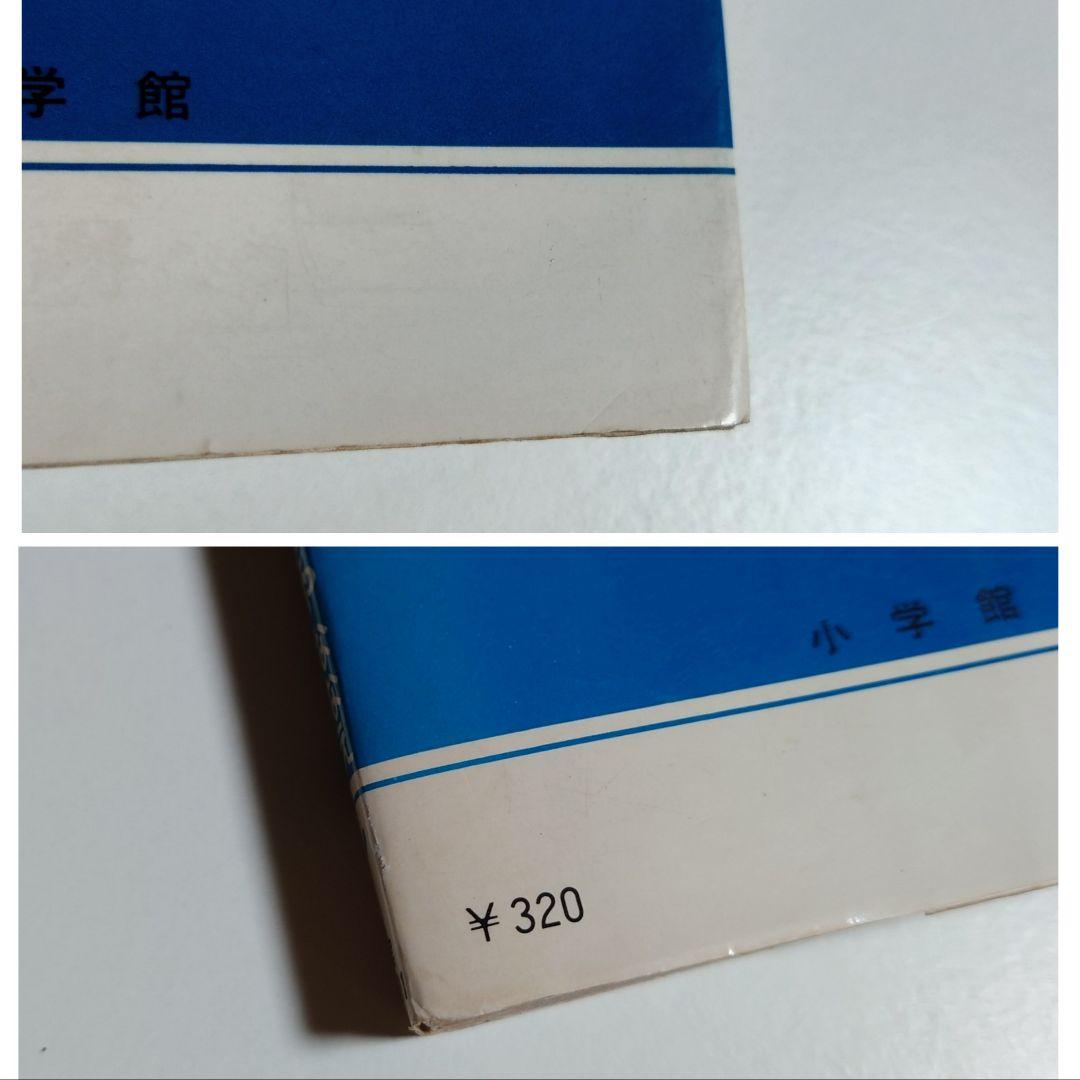 学 館
小 学 館
¥320